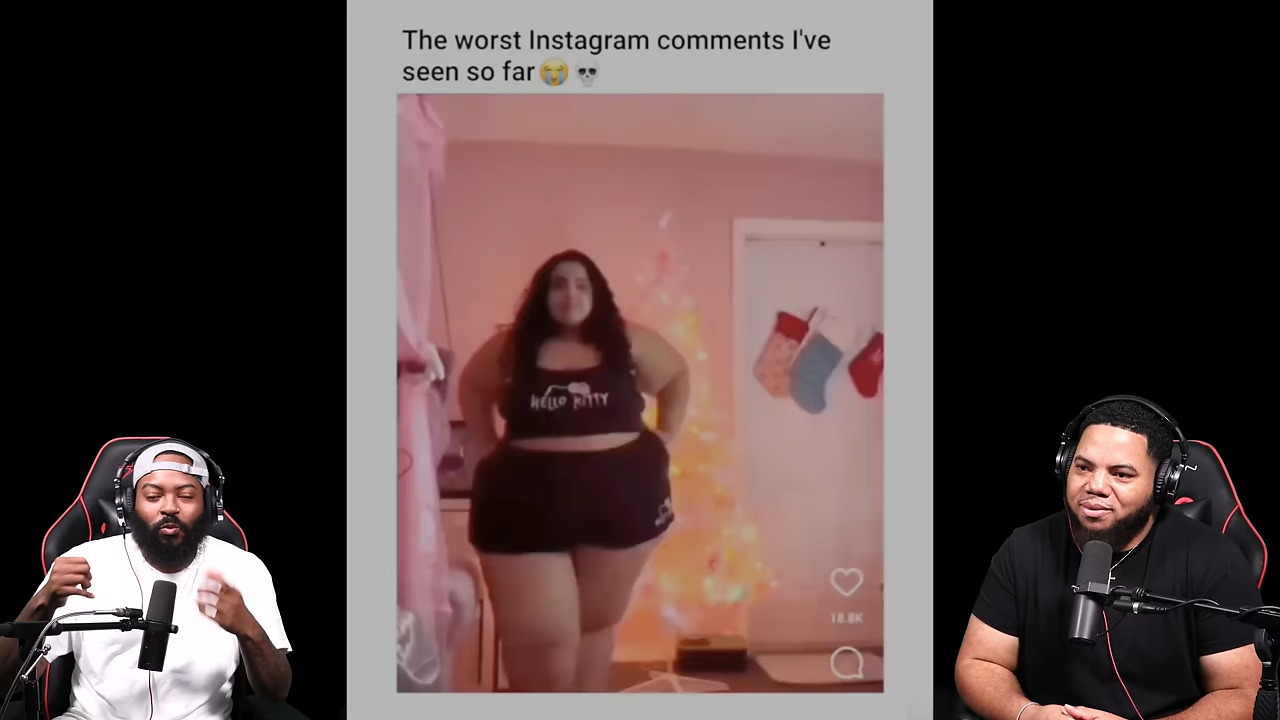 The worst Instagram comments I've
seen so far😭💀
HELLO KITTY
18.8K